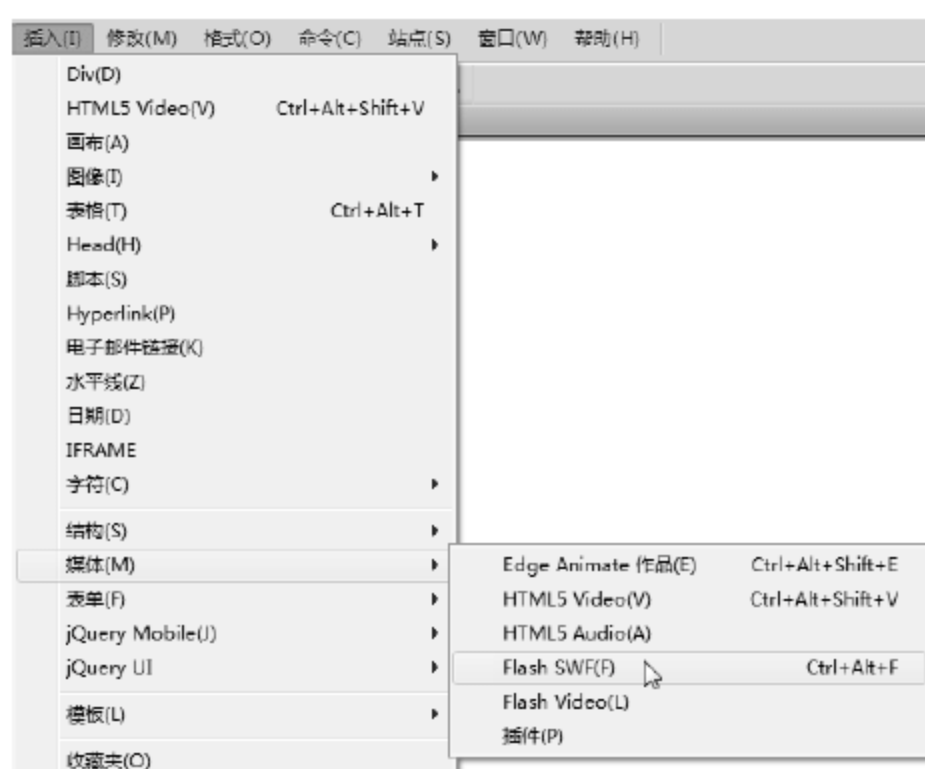 插入(I) 修改(M) 格式(O) 命令(C) 站点(S) 窗口(W) 帮助(H)
Div(D)
HTML5 Video(V) Ctrl+Alt+Shift+V
画布(A)
图像(I)
表格(T) Ctrl+Alt+T
Head(H)
脚本(S)
Hyperlink(P)
电子邮件链接(K)
水平线(Z)
日期(D)
IFRAME
字符(C)
结构(S)
媒体(M)
表单(F)
jQuery Mobile(J)
jQuery UI
模板(L)
收藏夹(O)
Edge Animate 作品(E) Ctrl+Alt+Shift+E
HTML5 Video(V) Ctrl+Alt+Shift+V
HTML5 Audio(A)
Flash SWF(F) Ctrl+Alt+F
Flash Video(L)
插件(P)